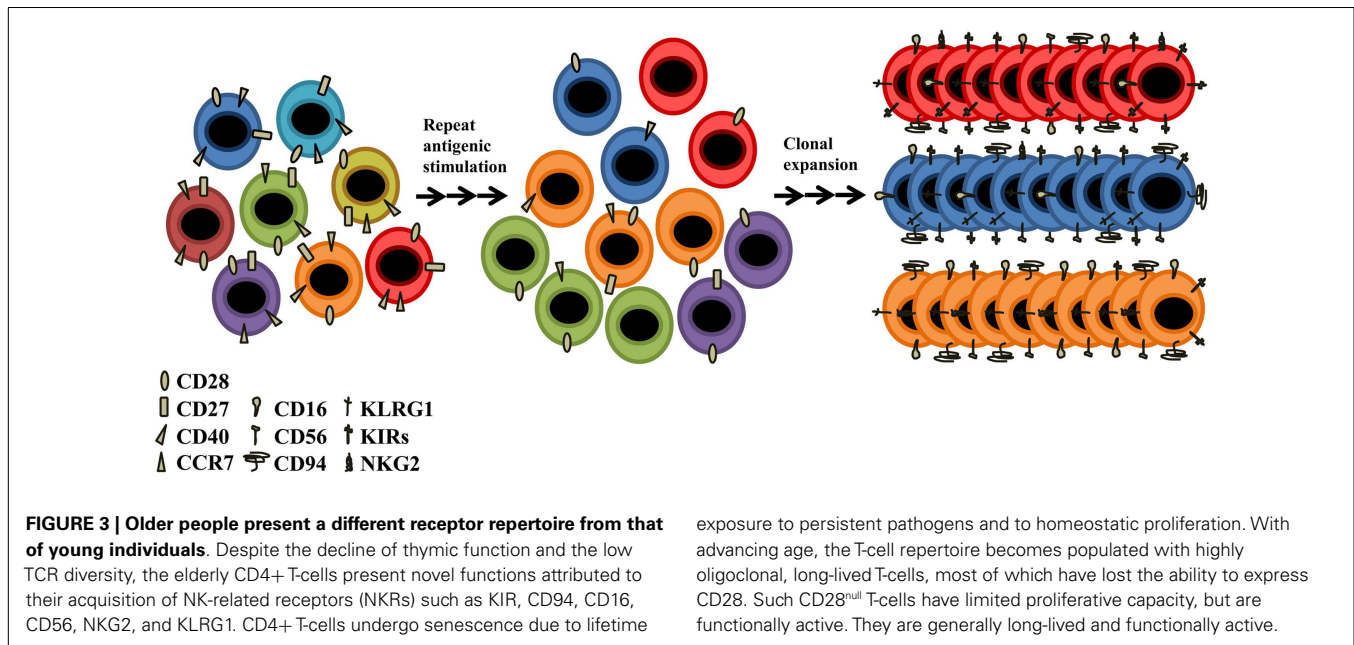 Repeat
antigenic
stimulation
Clonal
expansion
CD28
CD27 CD16 KLRG1
CD40 CD56 KIRs
CCR7 CD94 NKG2
FIGURE 3 | Older people present a different receptor repertoire from that
of young individuals. Despite the decline of thymic function and the low
TCR diversity, the elderly CD4+ T-cells present novel functions attributed to
their acquisition of NK-related receptors (NKRs) such as KIR, CD94, CD16,
CD56, NKG2, and KLRG1. CD4+ T-cells undergo senescence due to lifetime
exposure to persistent pathogens and to homeostatic proliferation. With
advancing age, the T-cell repertoire becomes populated with highly
oligoclonal, long-lived T-cells, most of which have lost the ability to express
CD28. Such CD28null T-cells have limited proliferative capacity, but are
functionally active. They are generally long-lived and functionally active.